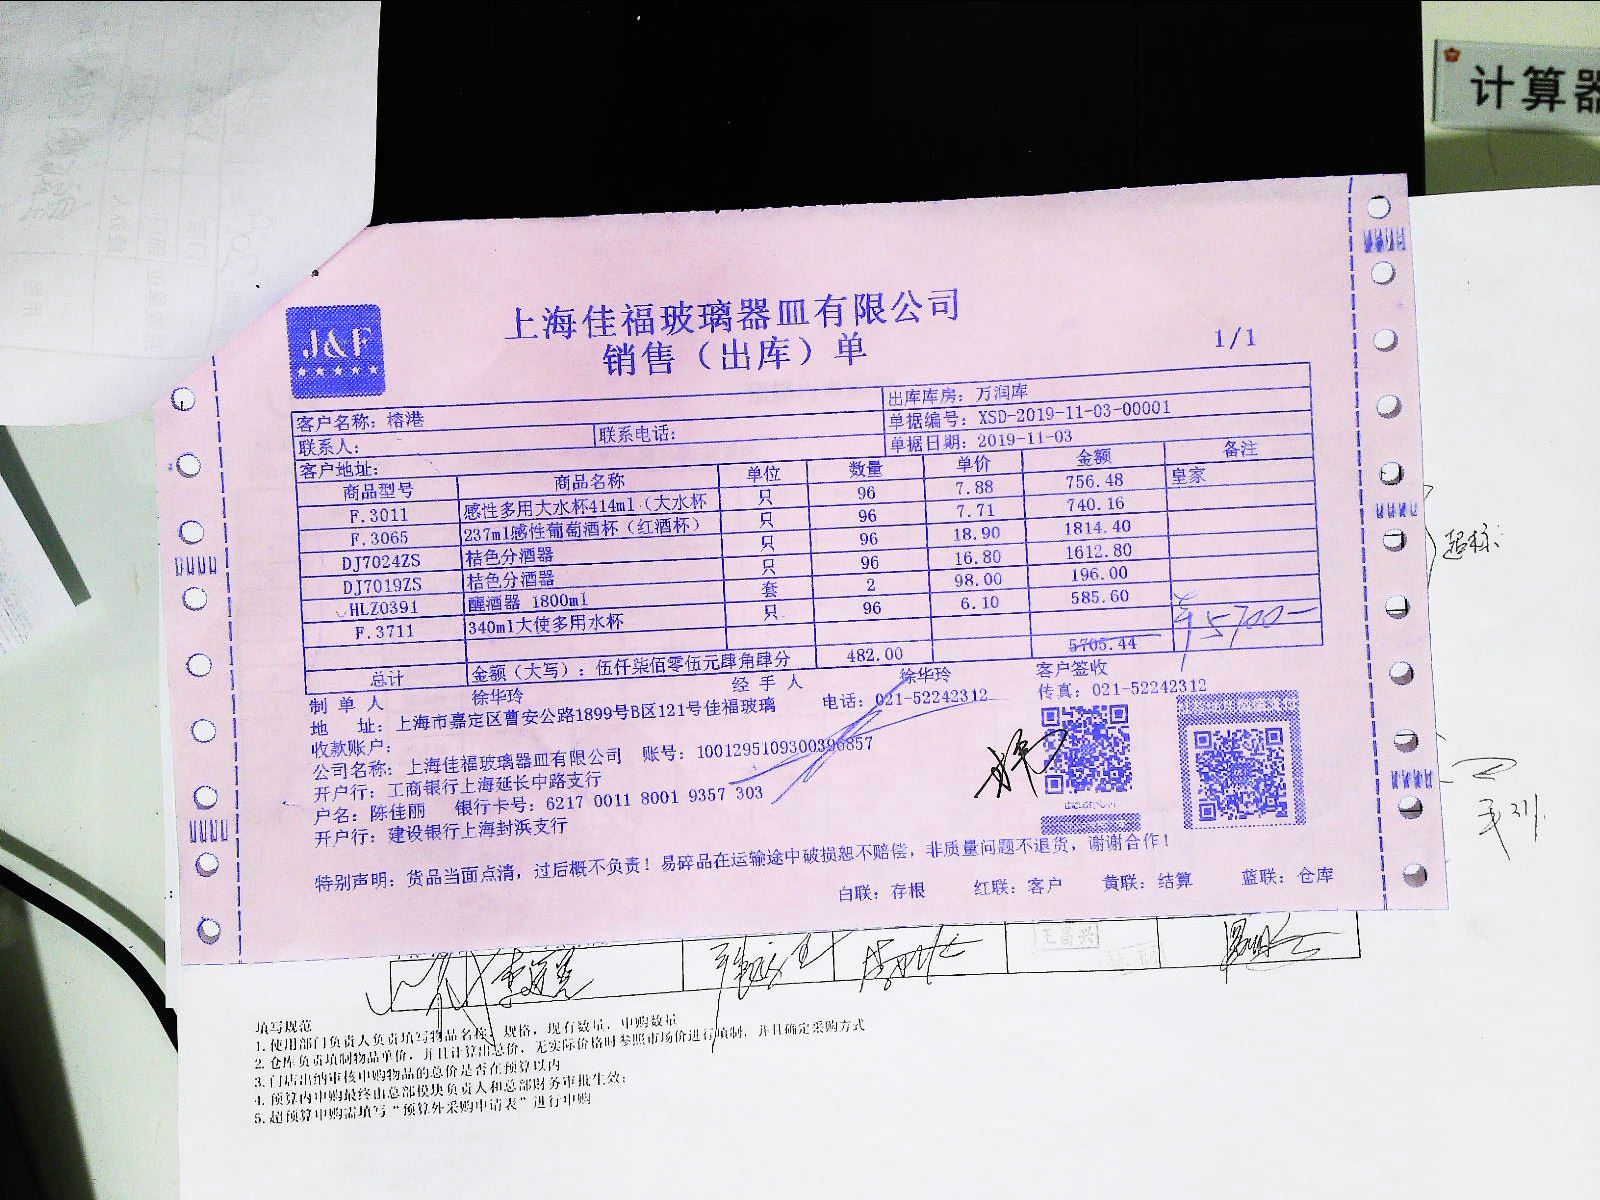 计算器
J&F
上海佳福玻璃器皿有限公司
销售（出库）单
1/1
客户名称：榕港
出库库房：万润库
联系人：
联系电话：
单据编号：XSD-2019-11-03-00001
客户地址：
单据日期：2019-11-03
商品型号 商品名称 单位 数量 单价 金额 备注
F.3011 感性多用大水杯414ml（大水杯 只 96 7.88 756.48 皇家
F.3065 237ml感性葡萄酒杯（红酒杯） 只 96 7.71 740.16
DJ7024ZS 桔色分酒器 只 96 18.90 1814.40
DJ7019ZS 桔色分酒器 只 96 16.80 1612.80
HLZ0391 醒酒器 1800ml 套 2 98.00 196.00
F.3711 340ml大使多用水杯 只 96 6.10 585.60
总计 金额（大写）：伍仟柒佰零伍元肆角肆分 482.00 5705.44
¥5700-
制单人 徐华玲 经手人 徐华玲 客户签收
地 址：上海市嘉定区曹安公路1899号B区121号佳福玻璃 电话：021-52242312 传真：021-52242312
收款账户：
公司名称：上海佳福玻璃器皿有限公司 账号：1001295109300396857
开户行：工商银行上海延长中路支行
户名：陈佳丽 银行卡号：6217 0011 8001 9357 303
开户行：建设银行上海封浜支行
特别声明：货品当面点清，过后概不负责！易碎品在运输途中破损恕不赔偿，非质量问题不退货，谢谢合作！
白联：存根 红联：客户 黄联：结算 蓝联：仓库
超标
王高兴
填写规范
1.使用部门负责人负责填写物品名称、规格，现有数量，申购数量
2.仓库负责填制物品单价，并且计算出总价，无实际价格时参照市场价进行填制，并且确定采购方式
3.门店出纳审核申购物品的总价是否在预算以内
4.预算内申购最终由总部模块负责人和总部财务审批生效；
5.超预算申购需填写“预算外采购申请表”进行申购